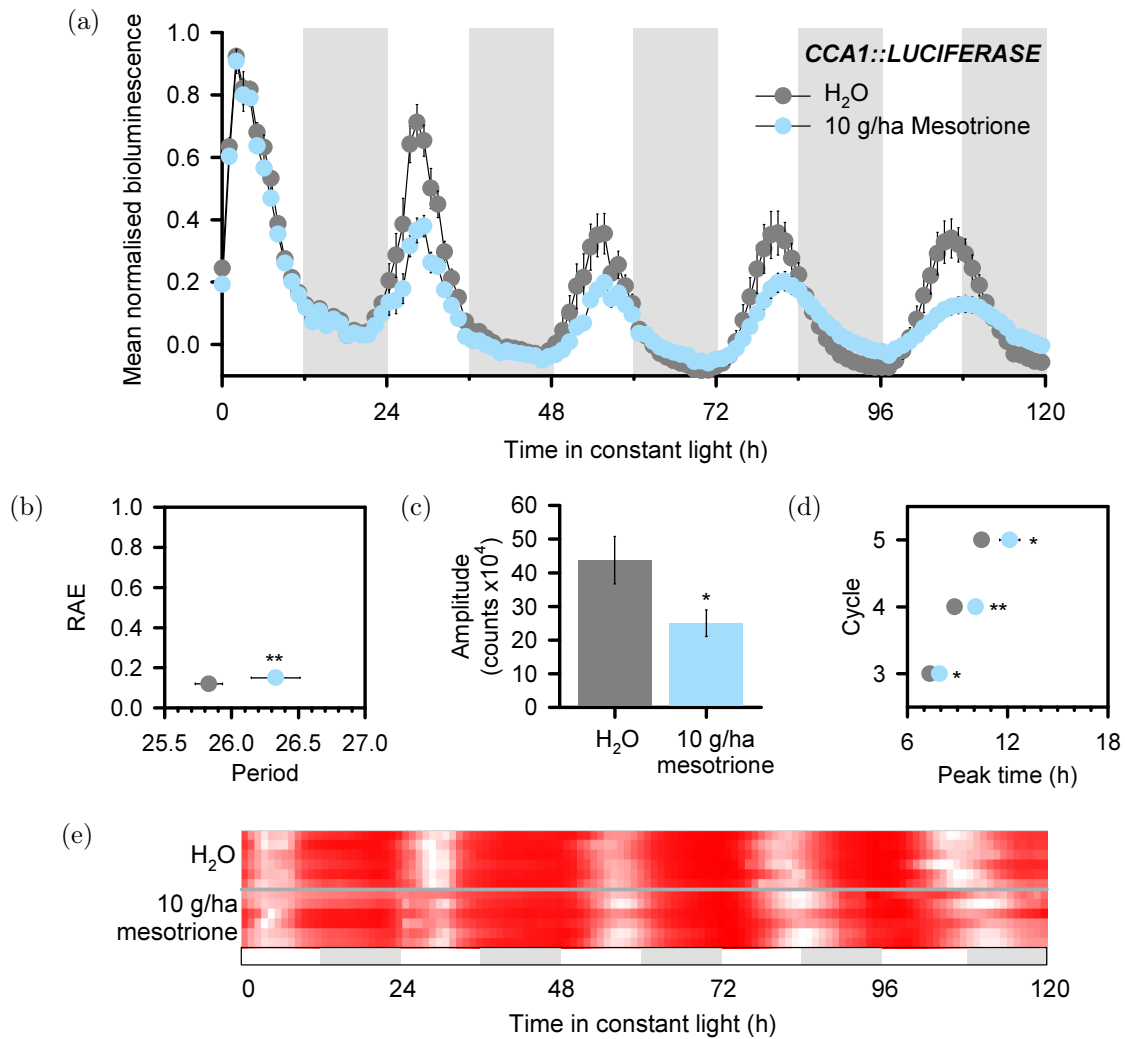 (a)
Mean normalised bioluminescence
1.0
0.8
0.6
0.4
0.2
0.0
CCA1::LUCIFERASE
H₂O
10 g/ha Mesotrione
0 24 48 72 96 120
Time in constant light (h)
(b)
RAE
1.0
0.8
0.6
0.4
0.2
0.0
**
25.5 26.0 26.5 27.0
Period
(c)
Amplitude
(counts x10⁴)
60
50
40
30
20
10
0
*
H₂O 10 g/ha
mesotrione
(d)
Cycle
5
4
3
*
**
*
6 12 18
Peak time (h)
(e)
H₂O
10 g/ha
mesotrione
0 24 48 72 96 120
Time in constant light (h)